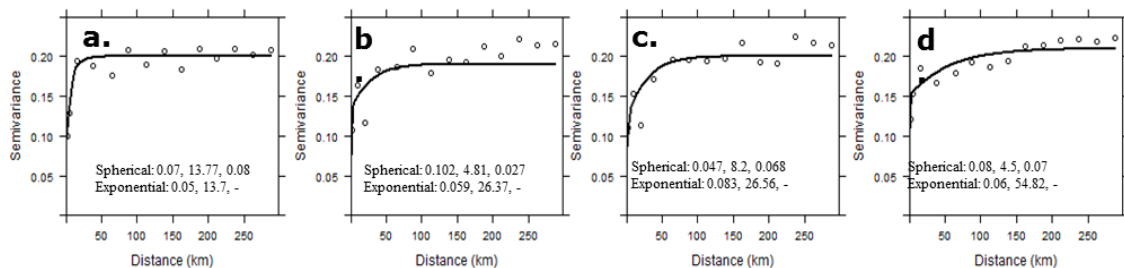 a.
Semivariance
0.20
0.15
0.10
0.05
Spherical: 0.07, 13.77, 0.08
Exponential: 0.05, 13.7, -
50 100 150 200 250
Distance (km)
b
Semivariance
0.20
0.15
0.10
0.05
Spherical: 0.102, 4.81, 0.027
Exponential: 0.059, 26.37, -
50 100 150 200 250
Distance (km)
c.
Semivariance
0.20
0.15
0.10
0.05
Spherical: 0.047, 8.2, 0.068
Exponential: 0.083, 26.56, -
50 100 150 200 250
Distance (km)
d
Semivariance
0.20
0.15
0.10
0.05
Spherical: 0.08, 4.5, 0.07
Exponential: 0.06, 54.82, -
50 100 150 200 250
Distance (km)